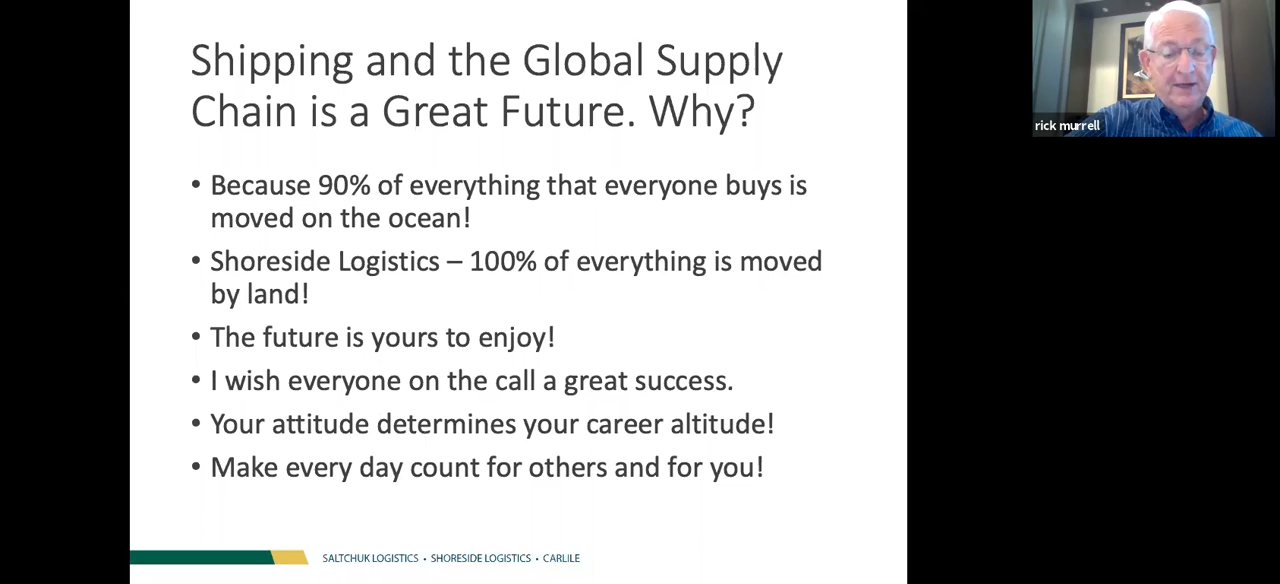 Shipping and the Global Supply
Chain is a Great Future. Why?
• Because 90% of everything that everyone buys is
moved on the ocean!
• Shoreside Logistics – 100% of everything is moved
by land!
• The future is yours to enjoy!
• I wish everyone on the call a great success.
• Your attitude determines your career altitude!
• Make every day count for others and for you!
SALTCHUK LOGISTICS • SHORESIDE LOGISTICS • CARLILE
rick murrell